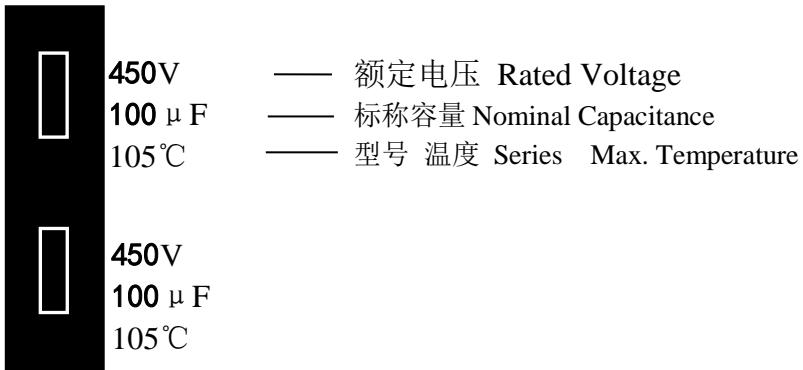 450V —— 额定电压 Rated Voltage
100 μF —— 标称容量 Nominal Capacitance
105℃ —— 型号 温度 Series Max. Temperature
450V
100 μF
105℃